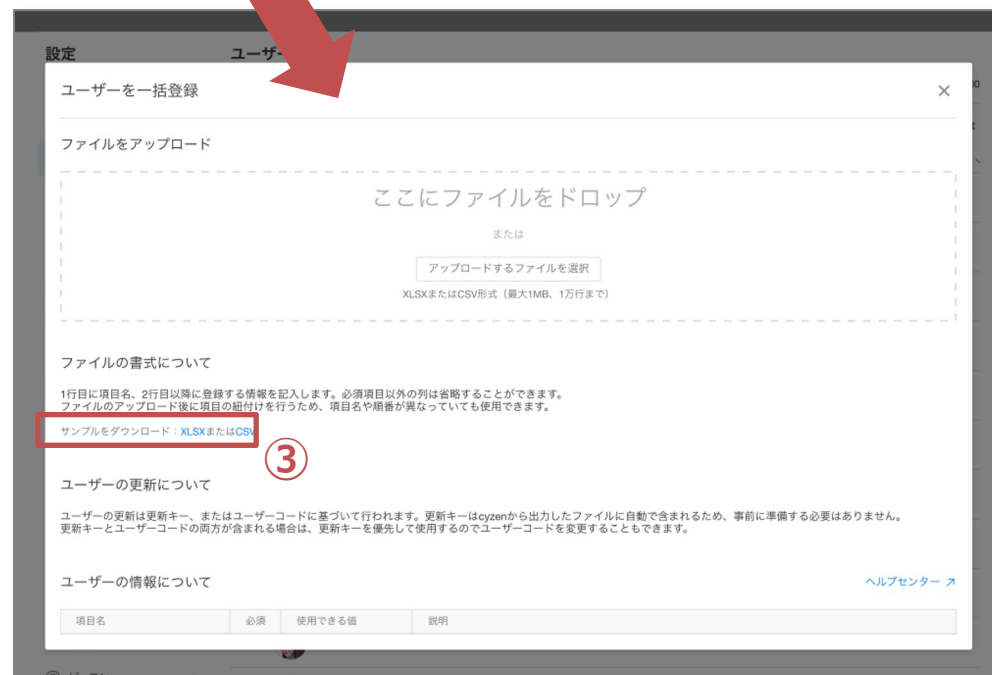 設定
ユーザー
ユーザーを一括登録
ファイルをアップロード
ここにファイルをドロップ
または
アップロードするファイルを選択
XLSXまたはCSV形式（最大1MB、1万行まで）
ファイルの書式について
1行目に項目名、2行目以降に登録する情報を記入します。必須項目以外の列は省略することができます。
ファイルのアップロード後に項目の紐付けを行うため、項目名や順番が異なっていても使用できます。
サンプルをダウンロード：XLSXまたはCSV
③
ユーザーの更新について
ユーザーの更新は更新キー、またはユーザーコードに基づいて行われます。更新キーはcyzenから出力したファイルに自動で含まれるため、事前に準備する必要はありません。
更新キーとユーザーコードの両方が含まれる場合は、更新キーを優先して使用するのでユーザーコードを変更することもできます。
ユーザーの情報について
ヘルプセンター
項目名 必須 使用できる値 説明